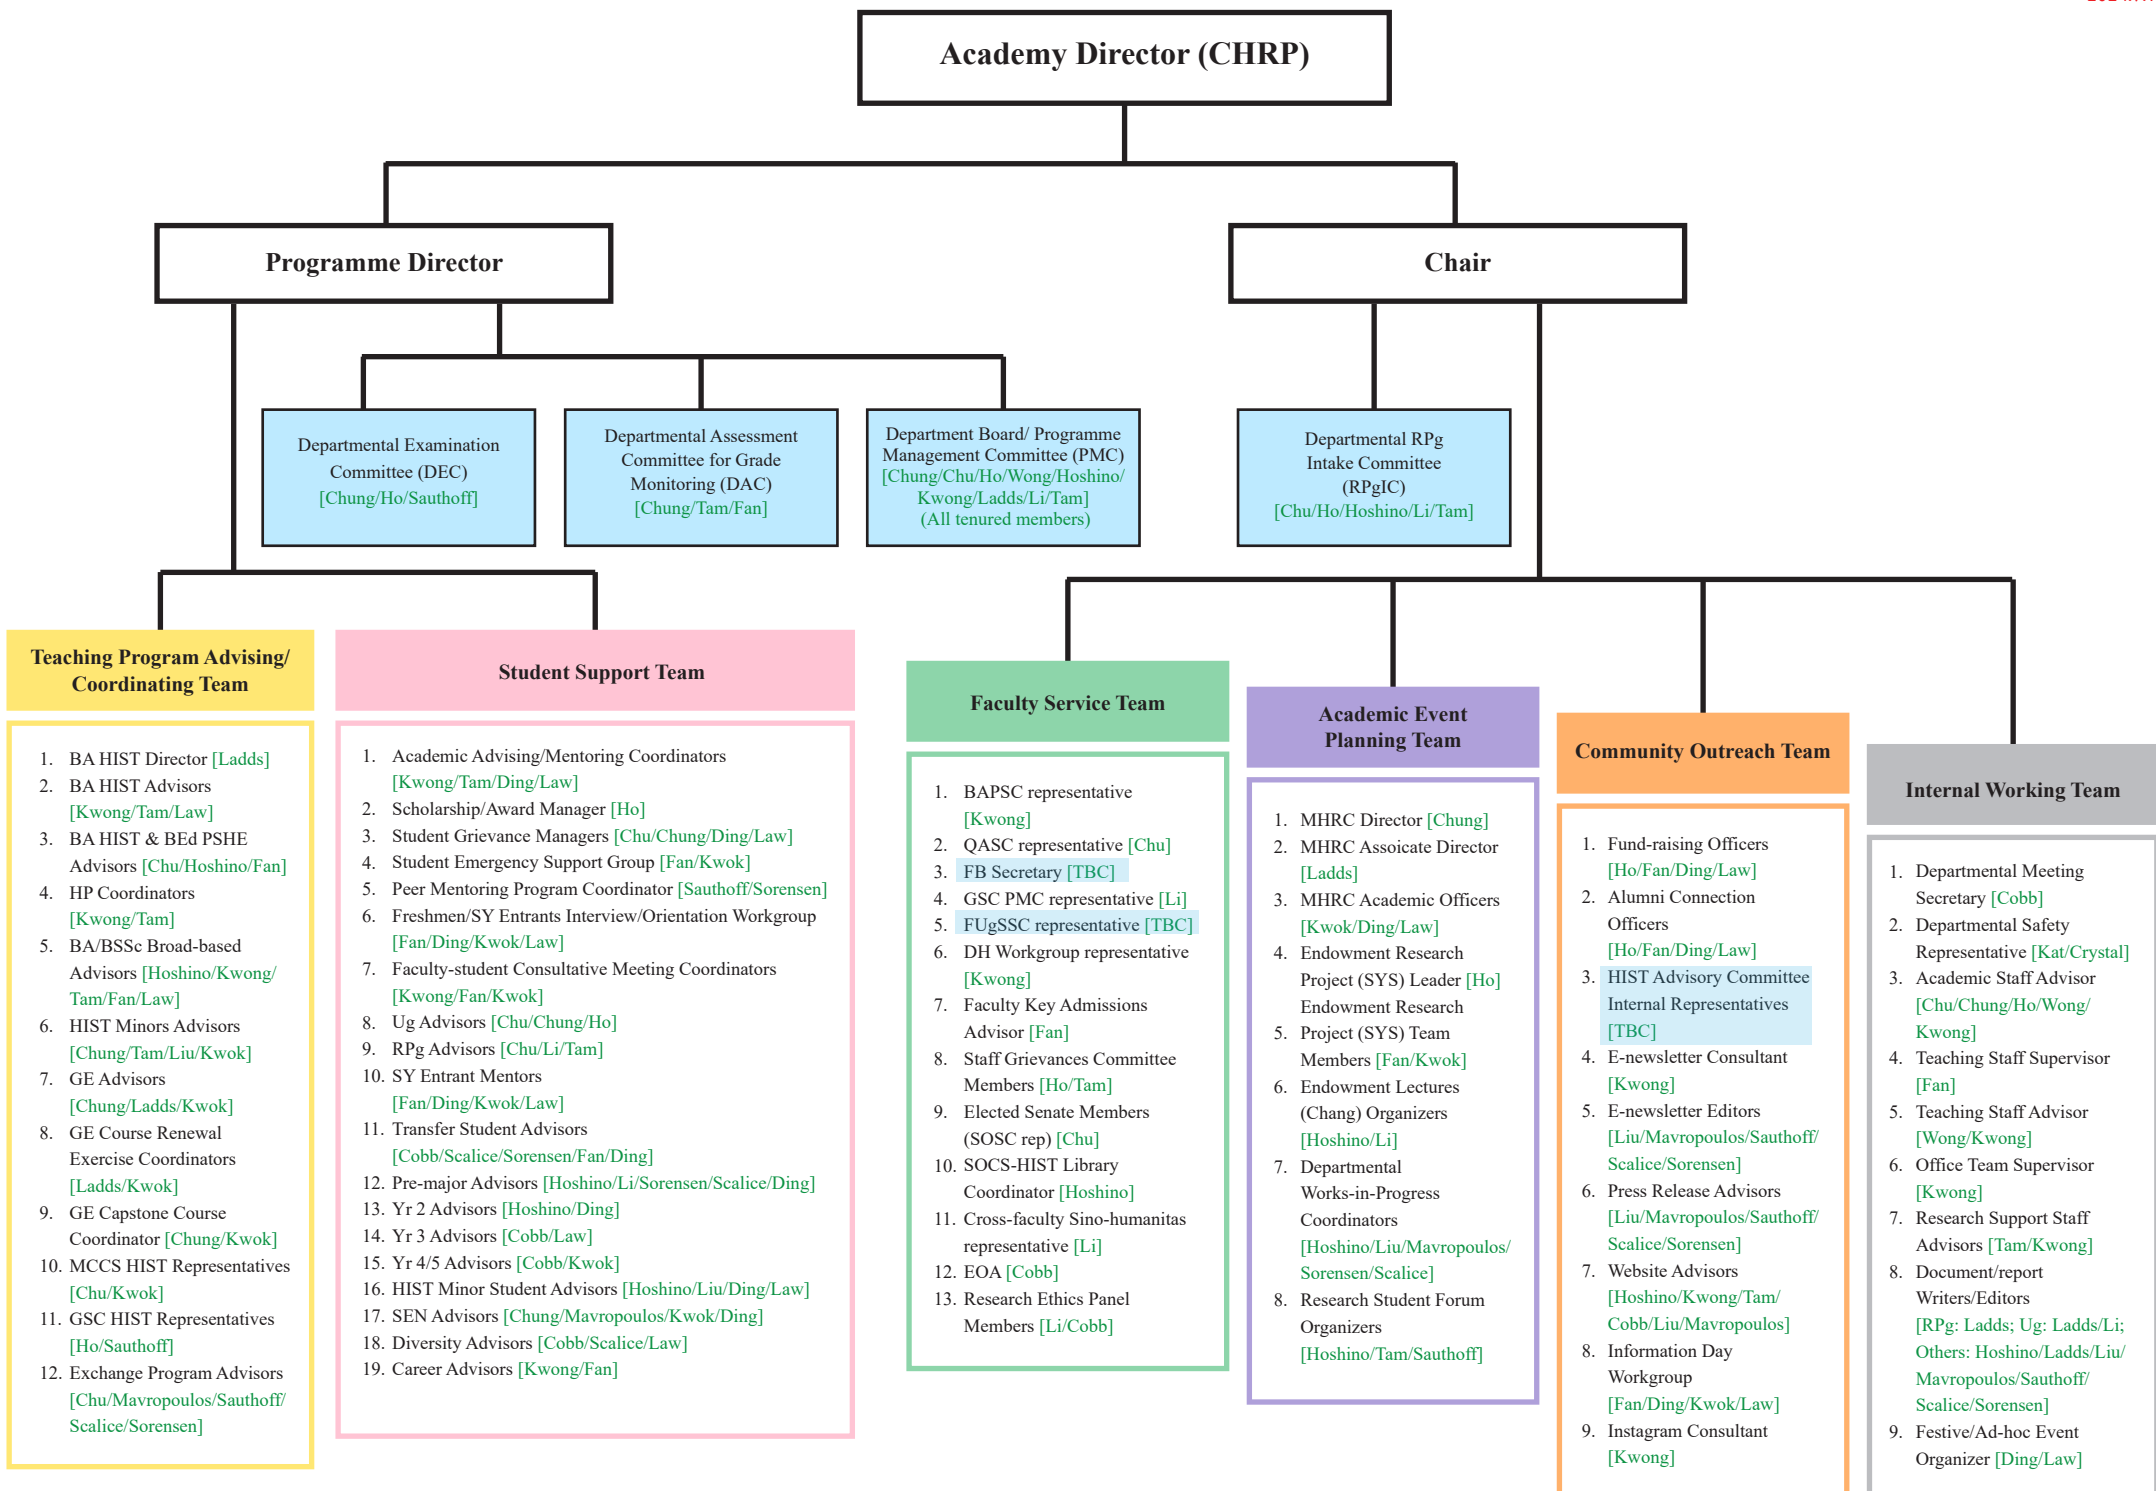 Academy Director (CHRP)
Programme Director
Chair
Departmental Examination
Committee (DEC)
[Chung/Ho/Sauthoff]
Departmental Assessment
Committee for Grade
Monitoring (DAC)
[Chung/Tam/Fan]
Department Board/ Programme
Management Committee (PMC)
[Chung/Chu/Ho/Wong/Hoshino/
Kwong/Ladds/Li/Tam]
(All tenured members)
Departmental RPg
Intake Committee
(RPgIC)
[Chu/Ho/Hoshino/Li/Tam]
Teaching Program Advising/
Coordinating Team
1. BA HIST Director [Ladds]
2. BA HIST Advisors
[Kwong/Tam/Law]
3. BA HIST & BEd PSHE
Advisors [Chu/Hoshino/Fan]
4. HP Coordinators
[Kwong/Tam]
5. BA/BSSc Broad-based
Advisors [Hoshino/Kwong/
Tam/Fan/Law]
6. HIST Minors Advisors
[Chung/Tam/Liu/Kwok]
7. GE Advisors
[Chung/Ladds/Kwok]
8. GE Course Renewal
Exercise Coordinators
[Ladds/Kwok]
9. GE Capstone Course
Coordinator [Chung/Kwok]
10. MCCS HIST Representatives
[Chu/Kwok]
11. GSC HIST Representatives
[Ho/Sauthoff]
12. Exchange Program Advisors
[Chu/Mavropoulos/Sauthoff/
Scalice/Sorensen]
Student Support Team
1. Academic Advising/Mentoring Coordinators
[Kwong/Tam/Ding/Law]
2. Scholarship/Award Manager [Ho]
3. Student Grievance Managers [Chu/Chung/Ding/Law]
4. Student Emergency Support Group [Fan/Kwok]
5. Peer Mentoring Program Coordinator [Sauthoff/Sorensen]
6. Freshmen/SY Entrants Interview/Orientation Workgroup
[Fan/Ding/Kwok/Law]
7. Faculty-student Consultative Meeting Coordinators
[Kwong/Fan/Kwok]
8. Ug Advisors [Chu/Chung/Ho]
9. RPg Advisors [Chu/Li/Tam]
10. SY Entrant Mentors
[Fan/Ding/Kwok/Law]
11. Transfer Student Advisors
[Cobb/Scalice/Sorensen/Fan/Ding]
12. Pre-major Advisors [Hoshino/Li/Sorensen/Scalice/Ding]
13. Yr 2 Advisors [Hoshino/Ding]
14. Yr 3 Advisors [Cobb/Law]
15. Yr 4/5 Advisors [Cobb/Kwok]
16. HIST Minor Student Advisors [Hoshino/Liu/Ding/Law]
17. SEN Advisors [Chung/Mavropoulos/Kwok/Ding]
18. Diversity Advisors [Cobb/Scalice/Law]
19. Career Advisors [Kwong/Fan]
Faculty Service Team
1. BAPSC representative
[Kwong]
2. QASC representative [Chu]
3. FB Secretary [TBC]
4. GSC PMC representative [Li]
5. FUgSSC representative [TBC]
6. DH Workgroup representative
[Kwong]
7. Faculty Key Admissions
Advisor [Fan]
8. Staff Grievances Committee
Members [Ho/Tam]
9. Elected Senate Members
(SOSC rep) [Chu]
10. SOCS-HIST Library
Coordinator [Hoshino]
11. Cross-faculty Sino-humanitas
representative [Li]
12. EOA [Cobb]
13. Research Ethics Panel
Members [Li/Cobb]
Academic Event
Planning Team
1. MHRC Director [Chung]
2. MHRC Assoicate Director
[Ladds]
3. MHRC Academic Officers
[Kwok/Ding/Law]
4. Endowment Research
Project (SYS) Leader [Ho]
Endowment Research
5. Project (SYS) Team
Members [Fan/Kwok]
6. Endowment Lectures
(Chang) Organizers
[Hoshino/Li]
7. Departmental
Works-in-Progress
Coordinators
[Hoshino/Liu/Mavropoulos/
Sorensen/Scalice]
8. Research Student Forum
Organizers
[Hoshino/Tam/Sauthoff]
Community Outreach Team
1. Fund-raising Officers
[Ho/Fan/Ding/Law]
2. Alumni Connection
Officers
[Ho/Fan/Ding/Law]
3. HIST Advisory Committee
Internal Representatives
[TBC]
4. E-newsletter Consultant
[Kwong]
5. E-newsletter Editors
[Liu/Mavropoulos/Sauthoff/
Scalice/Sorensen]
6. Press Release Advisors
[Liu/Mavropoulos/Sauthoff/
Scalice/Sorensen]
7. Website Advisors
[Hoshino/Kwong/Tam/
Cobb/Liu/Mavropoulos]
8. Information Day
Workgroup
[Fan/Ding/Kwok/Law]
9. Instagram Consultant
[Kwong]
Internal Working Team
1. Departmental Meeting
Secretary [Cobb]
2. Departmental Safety
Representative [Kat/Crystal]
3. Academic Staff Advisor
[Chu/Chung/Ho/Wong/
Kwong]
4. Teaching Staff Supervisor
[Fan]
5. Teaching Staff Advisor
[Wong/Kwong]
6. Office Team Supervisor
[Kwong]
7. Research Support Staff
Advisors [Tam/Kwong]
8. Document/report
Writers/Editors
[RPg: Ladds; Ug: Ladds/Li;
Others: Hoshino/Ladds/Liu/
Mavropoulos/Sauthoff/
Scalice/Sorensen]
9. Festive/Ad-hoc Event
Organizer [Ding/Law]